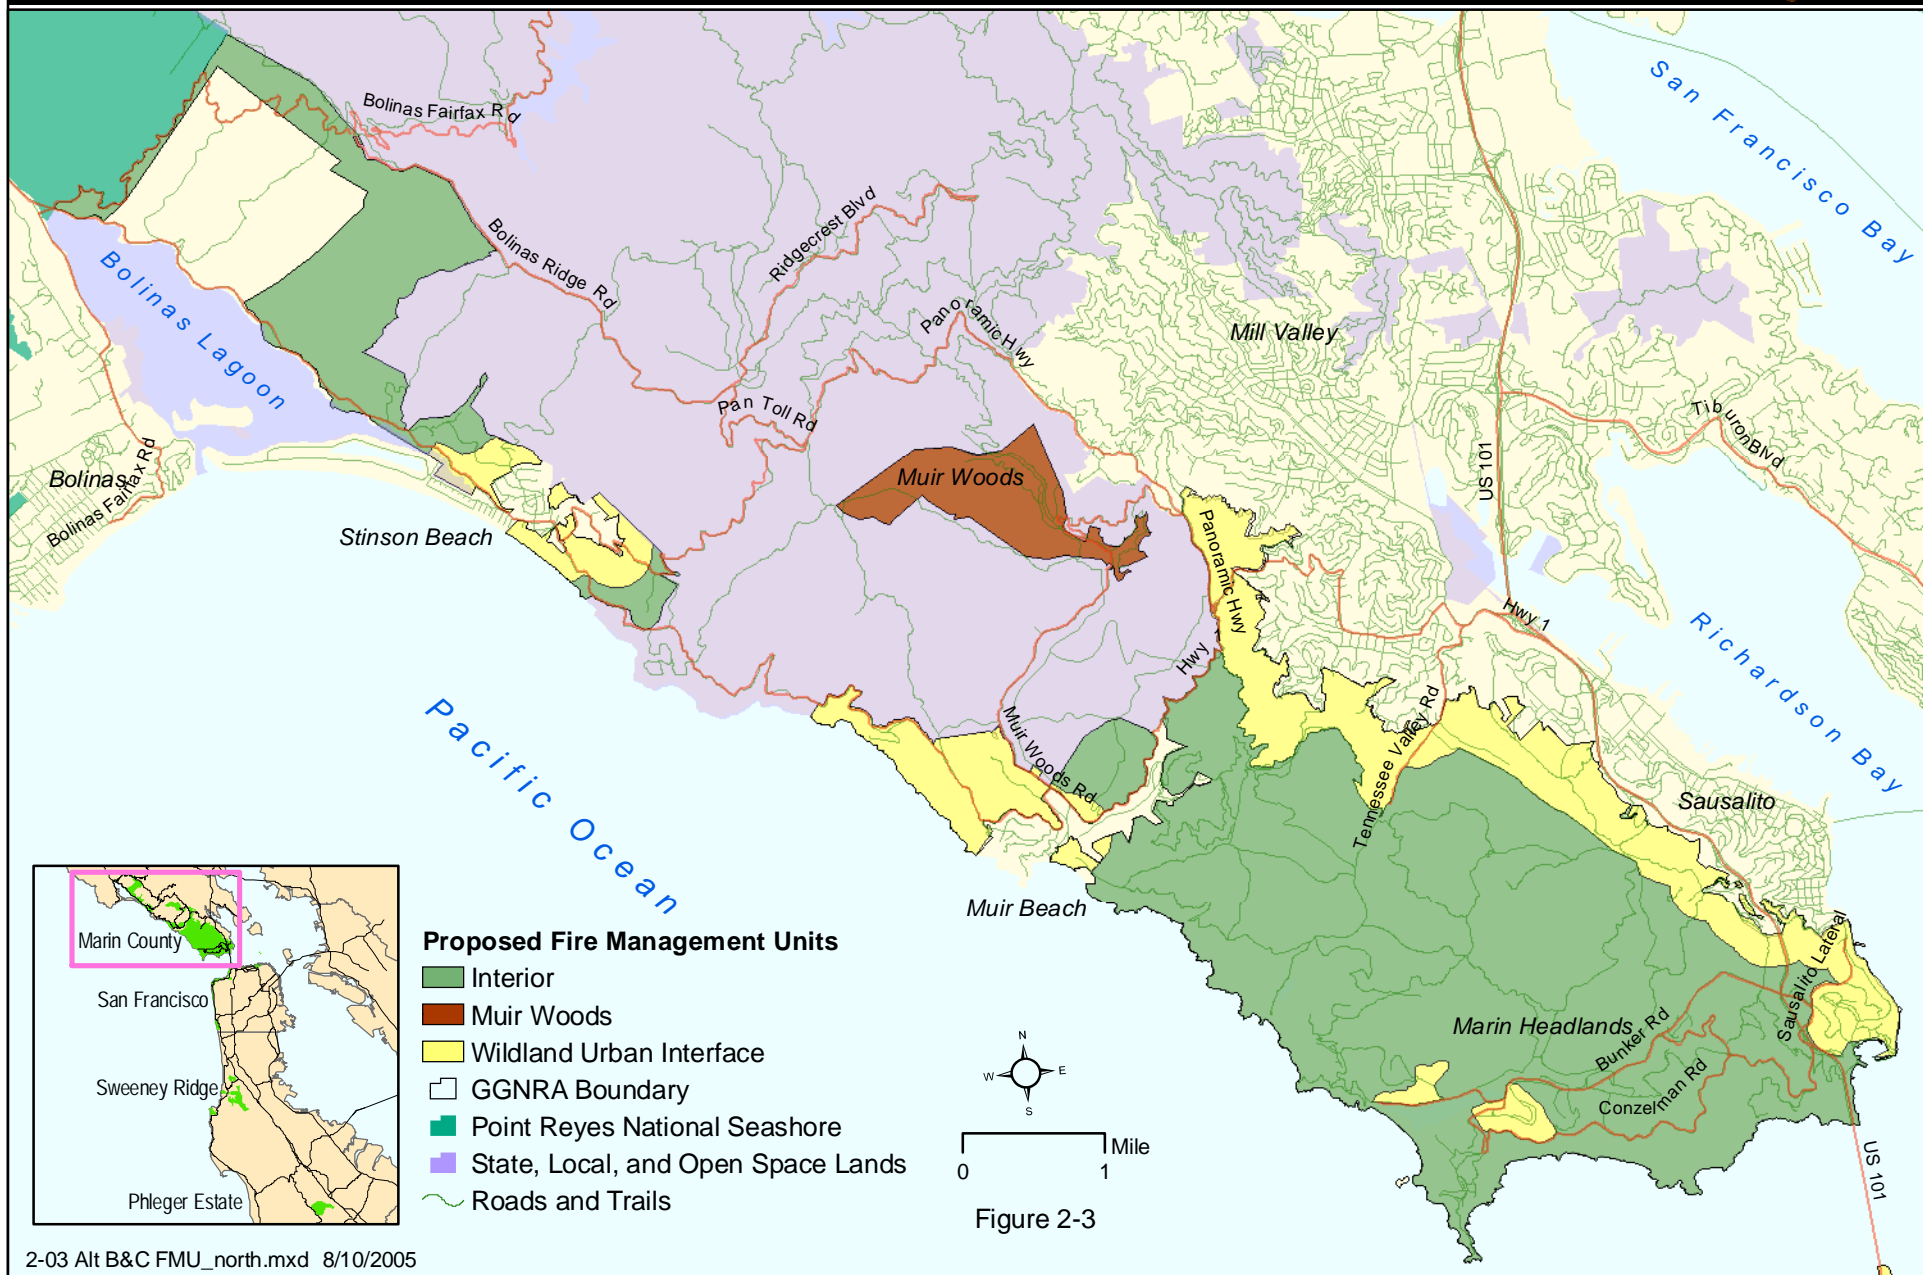 San Francisco Bay
Bolinas Fairfax Rd
Ridgecrest Blvd
Bolinas Ridge Rd
Bolinas Lagoon
Panoramic Hwy
Mill Valley
Pan Toll Rd
Tiburon Blvd
US 101
Muir Woods
Bolinas
Bolinas Fairfax Rd
Stinson Beach
Panoramic Hwy
Hwy 1
Hwy 1
Richardson Bay
Pacific Ocean
Muir Woods Rd
Tennessee Valley Rd
Sausalito
Muir Beach
Sausalito Lateral
Marin Headlands
Bunker Rd
Conzelman Rd
US 101
Marin County
San Francisco
Sweeney Ridge
Phleger Estate
Proposed Fire Management Units
Interior
Muir Woods
Wildland Urban Interface
GGNRA Boundary
Point Reyes National Seashore
State, Local, and Open Space Lands
Roads and Trails
N
W E
S
Mile
0 1
Figure 2-3
2-03 Alt B&C FMU_north.mxd 8/10/2005